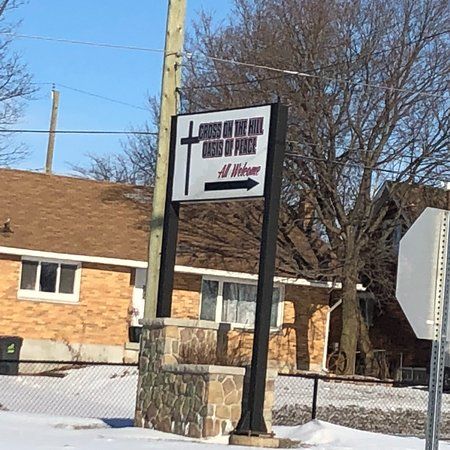 CROSS ON THE HILL
OASIS OF PEACE
All Welcome